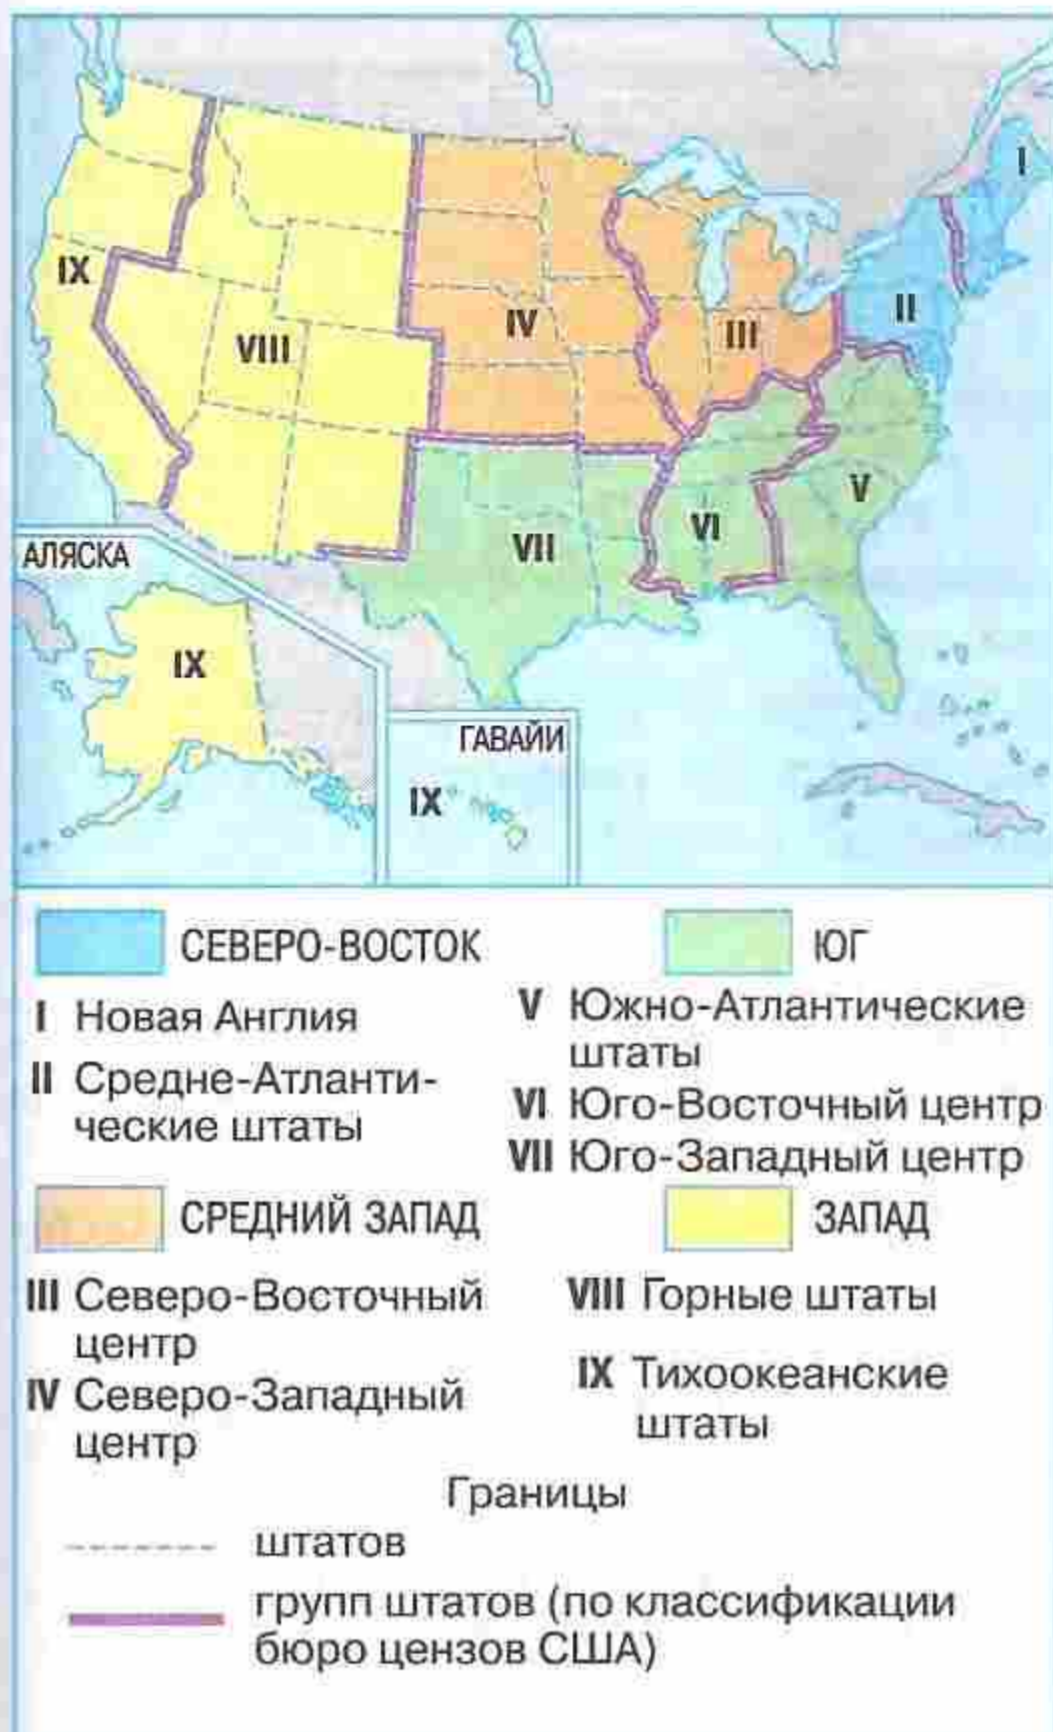 I
IX
II
IV
III
VIII
V
VI
VII
АЛЯСКА
IX
ГАВАЙИ
IX
СЕВЕРО-ВОСТОК
I Новая Англия
II Средне-Атланти-
ческие штаты
ЮГ
V Южно-Атлантические
штаты
VI Юго-Восточный центр
VII Юго-Западный центр
СРЕДНИЙ ЗАПАД
III Северо-Восточный
центр
IV Северо-Западный
центр
ЗАПАД
VIII Горные штаты
IX Тихоокеанские
штаты
Границы
штатов
групп штатов (по классификации
бюро цензов США)